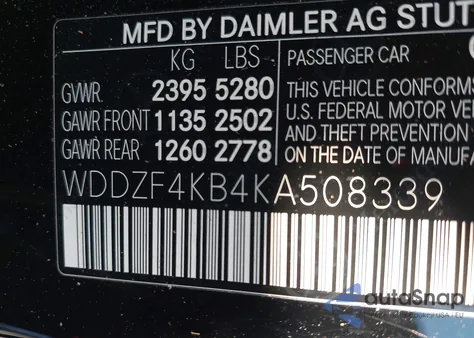 MFD BY DAIMLER AG STUT
KG LBS
GVWR 2395 5280
GAWR FRONT 1135 2502
GAWR REAR 1260 2778
PASSENGER CAR
THIS VEHICLE CONFORMS
U.S. FEDERAL MOTOR VE
AND THEFT PREVENTION
ON THE DATE OF MANUFA
WDDZF4KB4KA508339
autoSnap